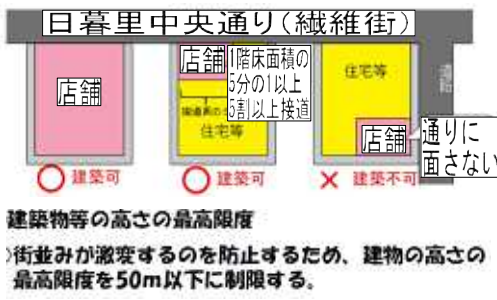 日暮里中央通り(繊維街)
店舗
店舗
1階床面積の
5分の1以上
5割以上接道
住宅等
住宅等
店舗
道路
通りに
面さない
建築可
建築可
建築不可
建築物等の高さの最高限度
街並みが激変するのを防止するため、建物の高さの
最高限度を50m以下に制限する。